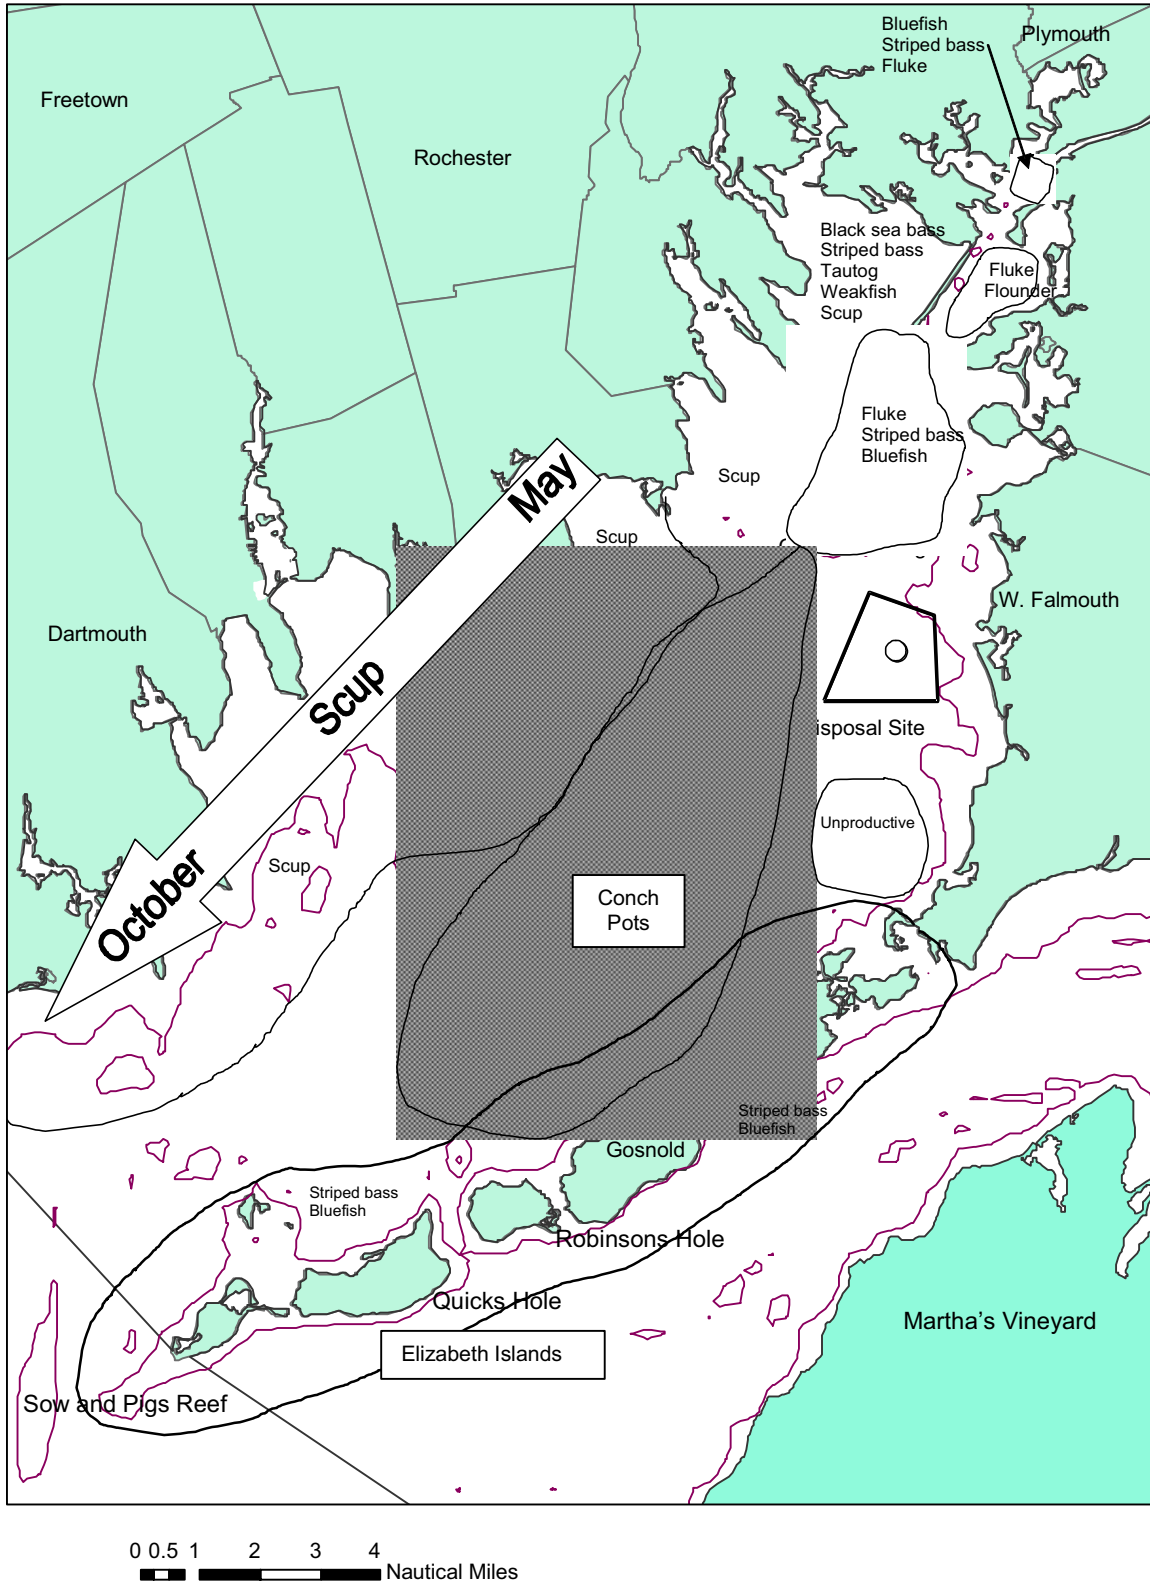 Bluefish
Striped bass
Fluke
Plymouth
Freetown
Rochester
Black sea bass
Striped bass
Tautog
Weakfish
Scup
Fluke
Flounder
Fluke
Striped bass
Bluefish
Scup
May
Scup
W. Falmouth
Dartmouth
Scup
isposal Site
Unproductive
Scup
October
Conch
Pots
Striped bass
Bluefish
Gosnold
Striped bass
Bluefish
Robinsons Hole
Quicks Hole
Martha's Vineyard
Elizabeth Islands
Sow and Pigs Reef
0 0.5 1 2 3 4
Nautical Miles